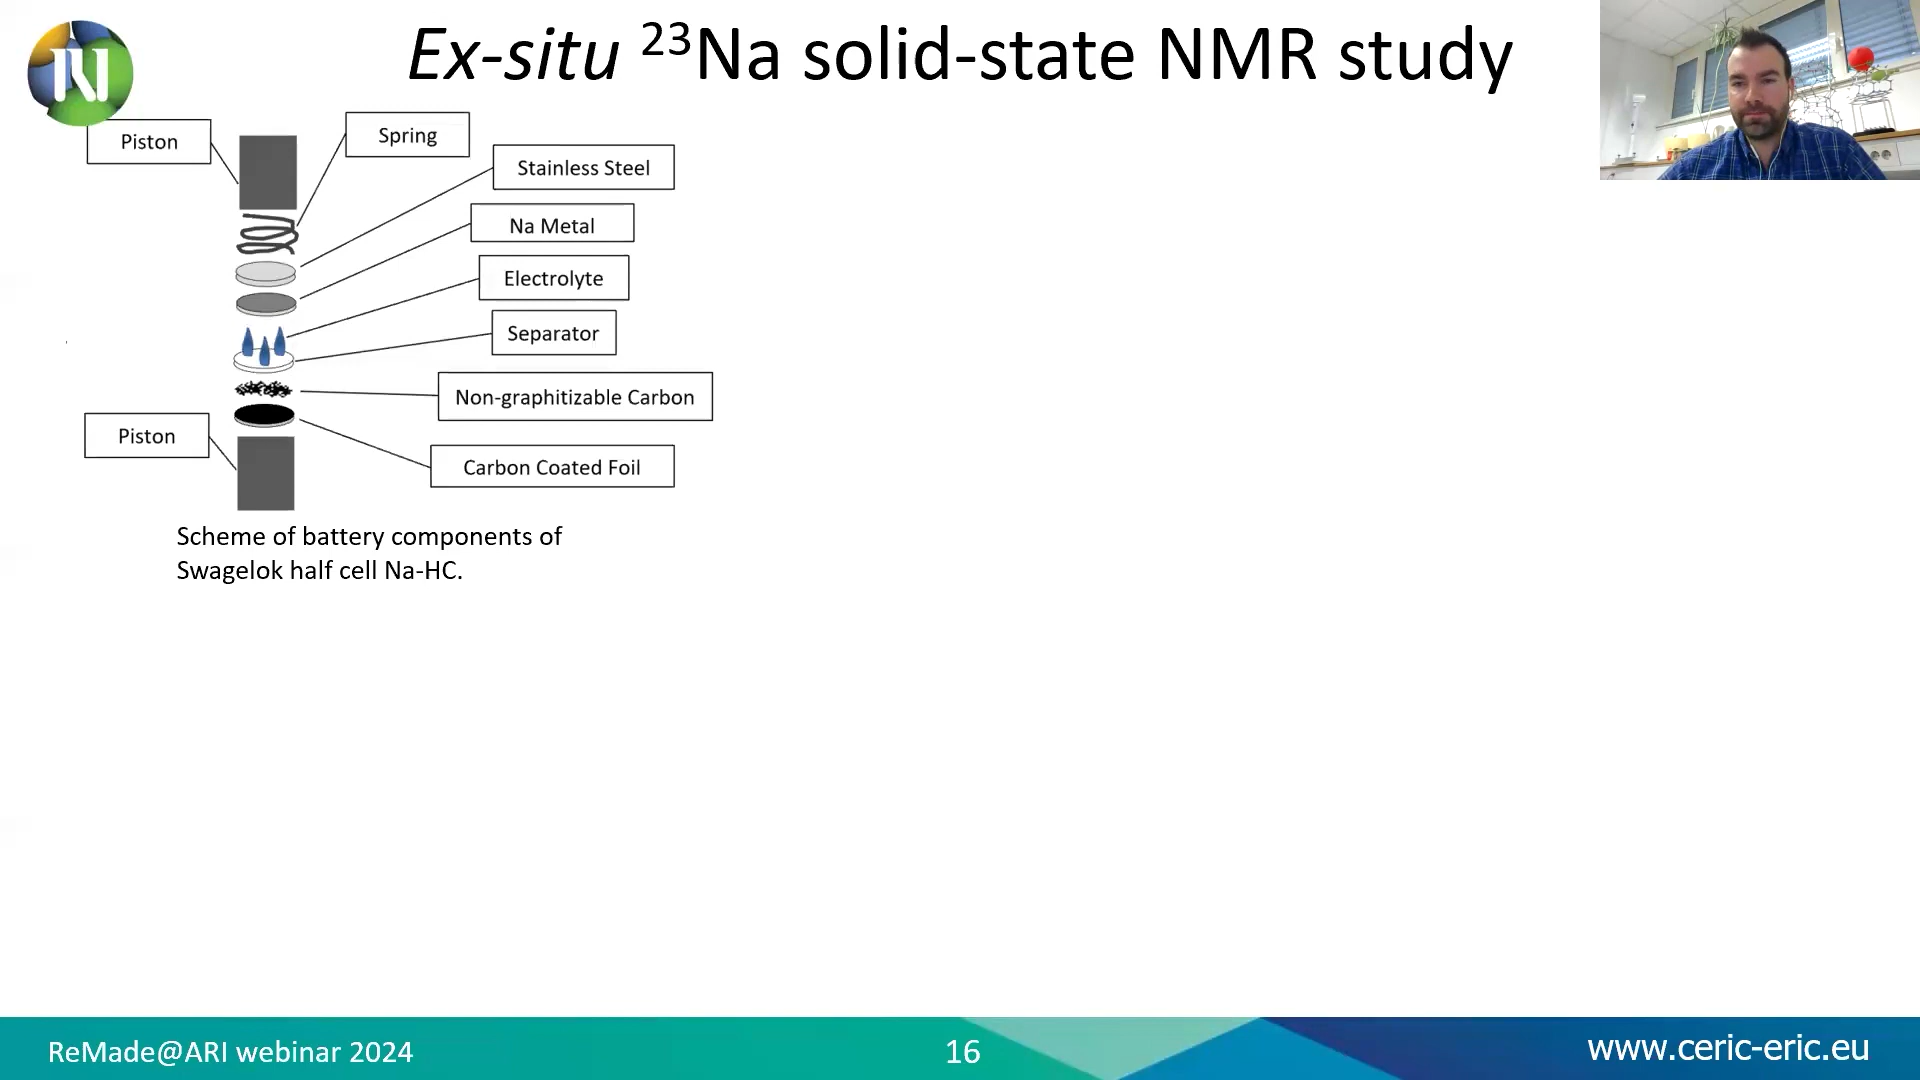 Ex-situ ²³Na solid-state NMR study
Piston
Spring
Stainless Steel
Na Metal
Electrolyte
Separator
Non-graphitizable Carbon
Piston
Carbon Coated Foil
Scheme of battery components of
Swagelok half cell Na-HC.
ReMade@ARI webinar 2024
16
www.ceric-eric.eu